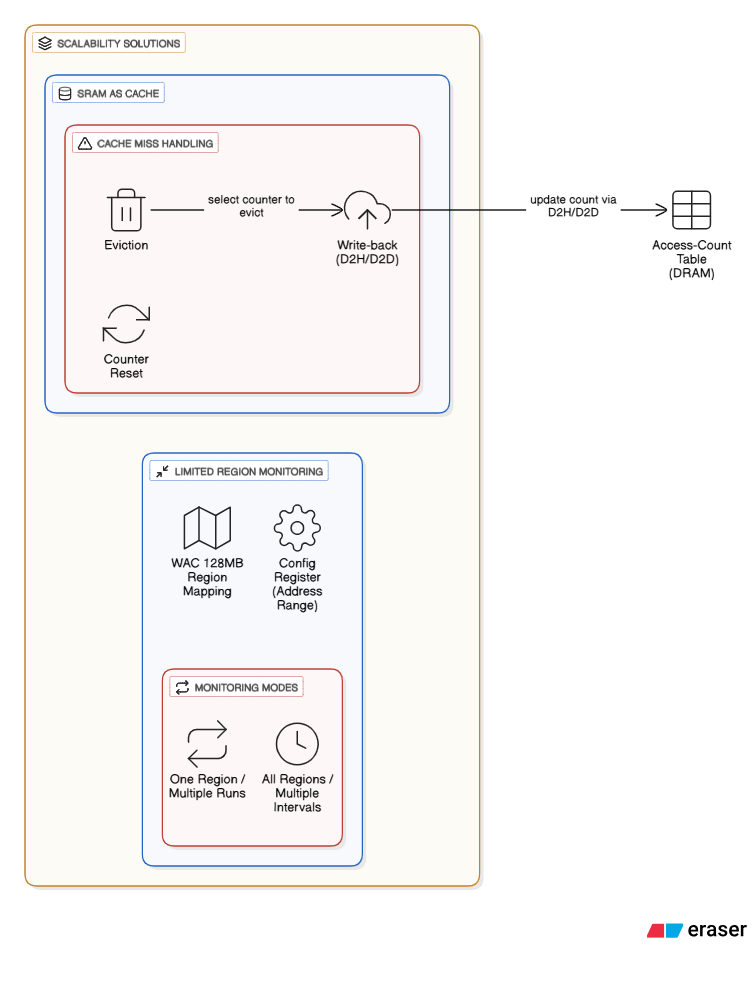 SCALABILITY SOLUTIONS
SRAM AS CACHE
CACHE MISS HANDLING
select counter to
evict
update count via
D2H/D2D
Eviction
Write-back
(D2H/D2D)
Access-Count
Table
(DRAM)
Counter
Reset
LIMITED REGION MONITORING
WAC 128MB
Region
Mapping
Config
Register
(Address
Range)
MONITORING MODES
One Region /
Multiple Runs
All Regions /
Multiple
Intervals
eraser